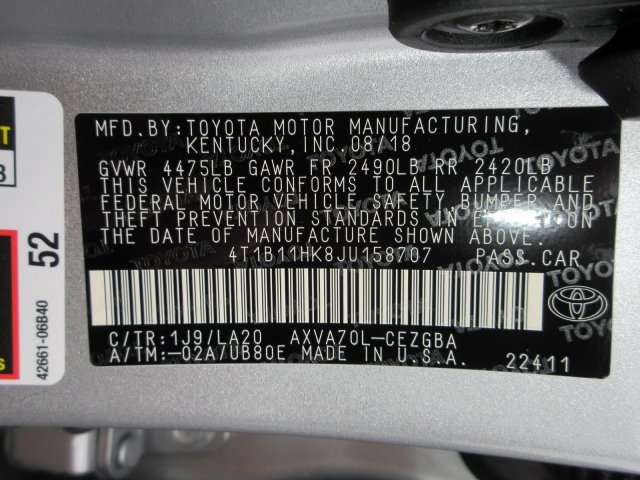 MFD.BY:TOYOTA MOTOR MANUFACTURING,
KENTUCKY,INC.08/18
GVWR 4475LB GAWR FR 2490LB RR 2420LB
THIS VEHICLE CONFORMS TO ALL APPLICABLE
FEDERAL MOTOR VEHICLE SAFETY, BUMPER, AND
THEFT PREVENTION STANDARDS IN EFFECT ON
THE DATE OF MANUFACTURE SHOWN ABOVE.
4T1B11HK8JU158707 PASS.CAR
C/TR:1J9/LA20 AXVA70L-CEZGBA
A/TM:-02A/UB80E MADE IN U.S.A.
22411
TOYOTA
52
42661-06B40